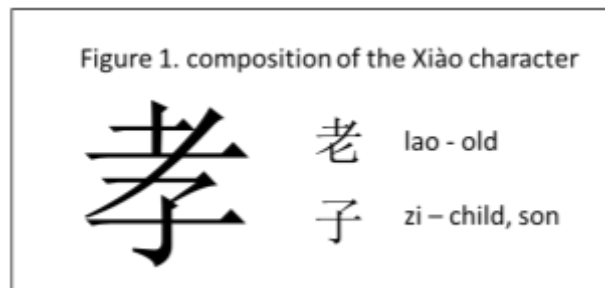 Figure 1. composition of the Xiào character
孝
老 lao - old
子 zi – child, son